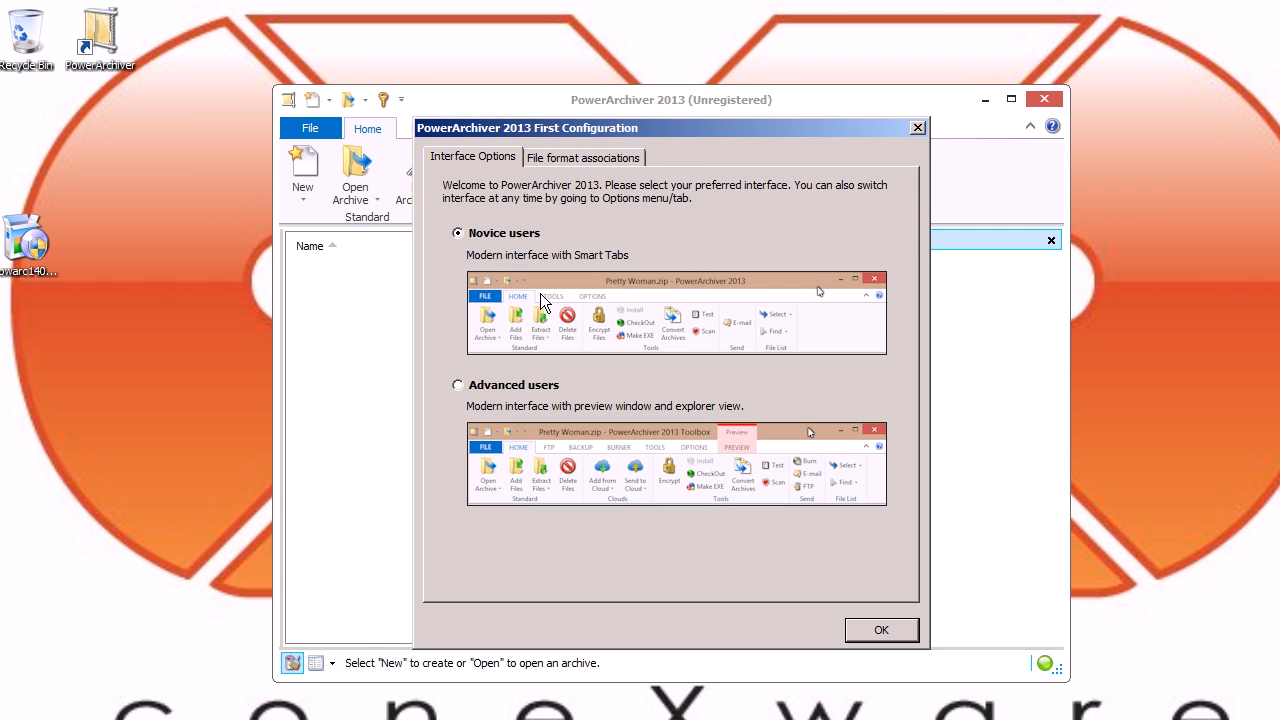 Recycle Bin
PowerArchiver
PowerArchiver 2013 (Unregistered)
File
Home
New
Open
Archive
Standard
Name
PowerArchiver 2013 First Configuration
Interface Options
File format associations
Welcome to PowerArchiver 2013. Please select your preferred interface. You can also switch
interface at any time by going to Options menu/tab.
Novice users
Modern interface with Smart Tabs
Pretty Woman.zip - PowerArchiver 2013
FILE HOME TOOLS OPTIONS
Open Archive
Add Files
Extract Files
Delete Files
Encrypt Files
Install
CheckOut
Make EXE
Convert Archives
Test
Scan
E-mail
Select
Find
Standard Tools Send File List
Advanced users
Modern interface with preview window and explorer view.
Pretty Woman.zip - PowerArchiver 2013 Toolbox
Preview
FILE HOME FTP BACKUP BURNER TOOLS OPTIONS PREVIEW
Open Archive
Add Files
Extract Files
Delete Files
Add from Cloud
Send to Cloud
Encrypt
Install
CheckOut
Make EXE
Convert Archives
Test
Scan
Burn
E-mail
FTP
Select
Find
Standard Clouds Tools Send File List
OK
Select "New" to create or "Open" to open an archive.
coneXware